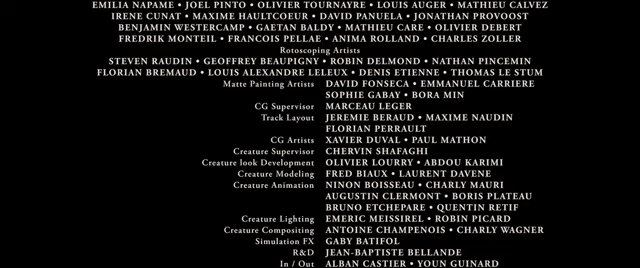 EMILIA NAPAME • JOEL PINTO • OLIVIER TOURNAYRE • LOUIS AUGER • MATHIEU CALVEZ
IRENE CUNAT • MAXIME HAULTCOEUR • DAVID PANUELA • JONATHAN PROVOOST
BENJAMIN WESTERCAMP • GAETAN BALDY • MATHIEU CARE • OLIVIER DEBERT
FREDRIK MONTEIL • FRANCOIS PELLAE • ANIMA ROLLAND • CHARLES ZOLLER
Rotoscoping Artists
STEVEN RAUDIN • GEOFFREY BEAUPIGNY • ROBIN DELMOND • NATHAN PINCEMIN
FLORIAN BREMAUD • LOUIS ALEXANDRE LELEUX • DENIS ETIENNE • THOMAS LE STUM
Matte Painting Artists DAVID FONSECA • EMMANUEL CARRIERE
SOPHIE GABAY • BORA MIN
CG Supervisor MARCEAU LEGER
Track Layout JEREMIE BERAUD • MAXIME NAUDIN
FLORIAN PERRAULT
CG Artists XAVIER DUVAL • PAUL MATHON
Creature Supervisor CHERVIN SHAFAGHI
Creature look Development OLIVIER LOURRY • ABDOU KARIMI
Creature Modeling FRED BIAUX • LAURENT DAVENE
Creature Animation NINON BOISSEAU • CHARLY MAURI
AUGUSTIN CLERMONT • BORIS PLATEAU
BRUNO ETCHEPARE • QUENTIN RETIF
Creature Lighting EMERIC MEISSIREL • ROBIN PICARD
Creature Compositing ANTOINE CHAMPENOIS • CHARLY WAGNER
Simulation FX GABY BATIFOL
R&D JEAN-BAPTISTE BELLANDE
In / Out ALBAN CASTIER • YOUN GUINARD